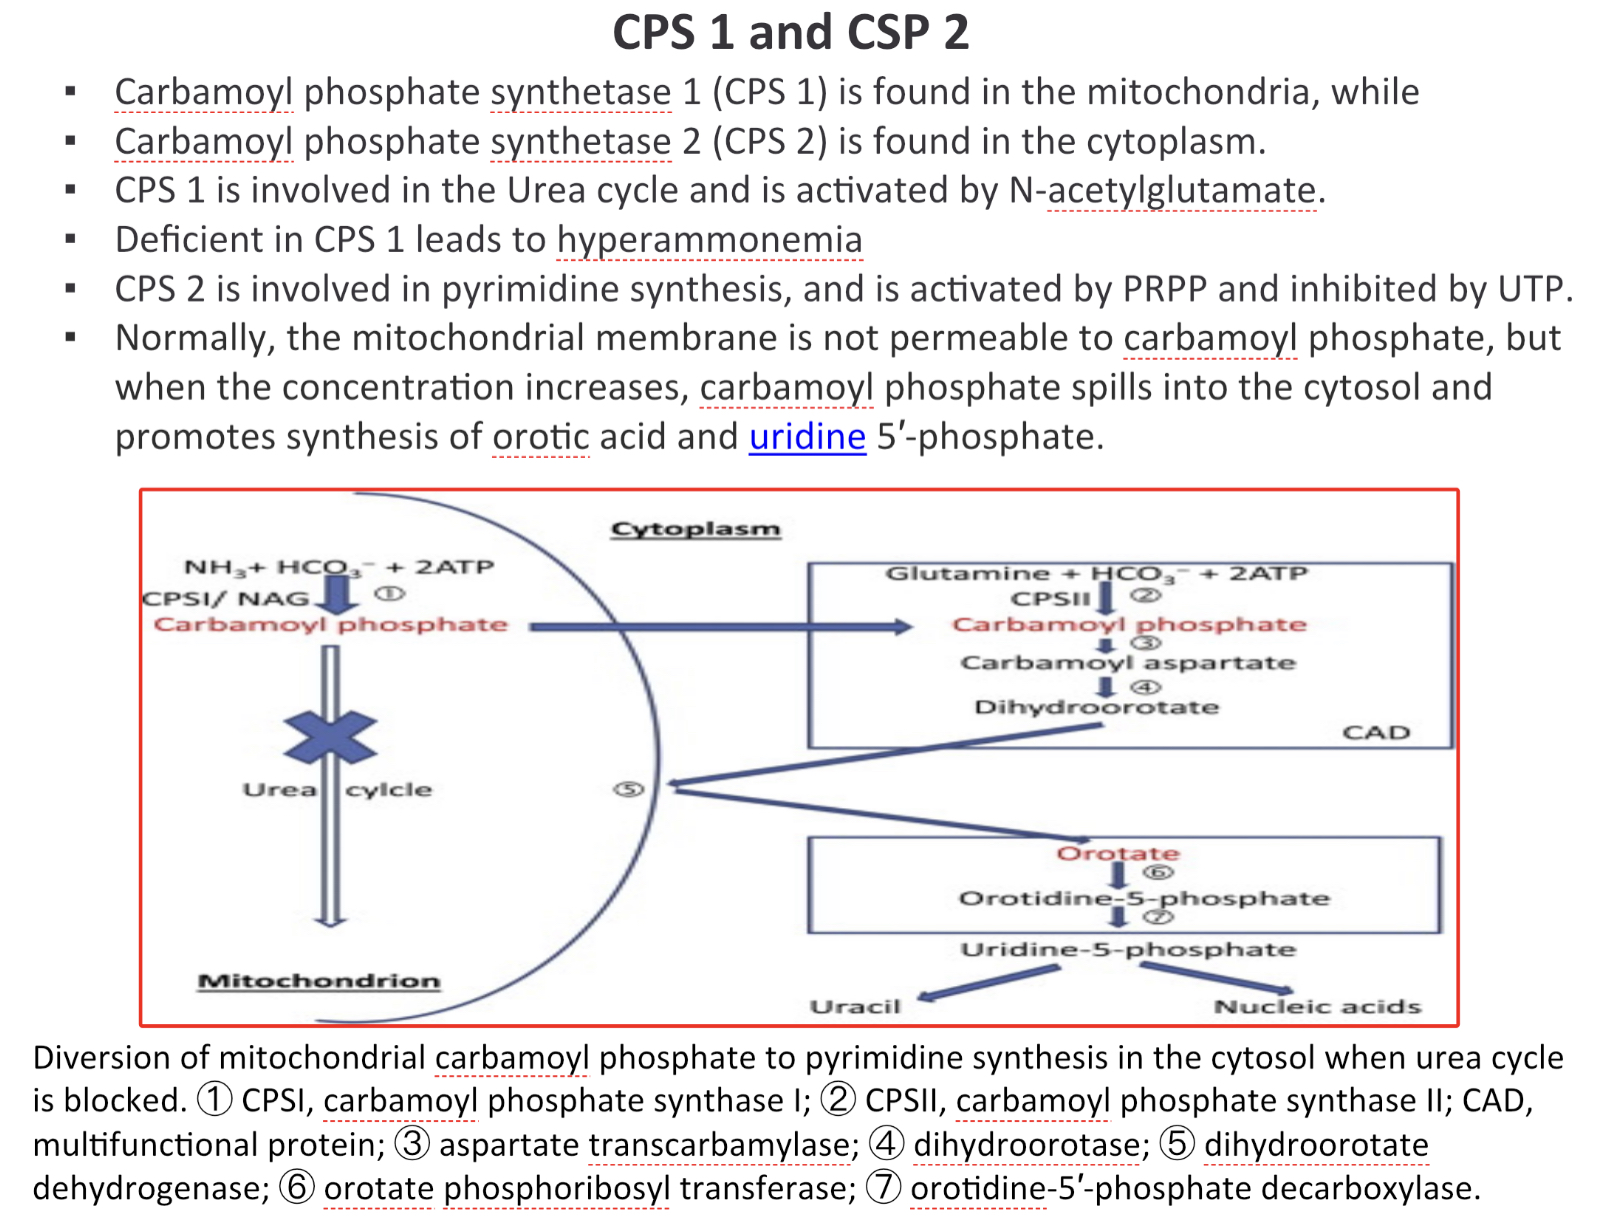 CPS 1 and CSP 2
▪ Carbamoyl phosphate synthetase 1 (CPS 1) is found in the mitochondria, while
▪ Carbamoyl phosphate synthetase 2 (CPS 2) is found in the cytoplasm.
▪ CPS 1 is involved in the Urea cycle and is activated by N-acetylglutamate.
▪ Deficient in CPS 1 leads to hyperammonemia
▪ CPS 2 is involved in pyrimidine synthesis, and is activated by PRPP and inhibited by UTP.
▪ Normally, the mitochondrial membrane is not permeable to carbamoyl phosphate, but
when the concentration increases, carbamoyl phosphate spills into the cytosol and
promotes synthesis of orotic acid and uridine 5′-phosphate.
Cytoplasm
NH₃+ HCO₃⁻ + 2ATP
CPSI/ NAG ①
Carbamoyl phosphate
Urea cylcle
Mitochondrion
Glutamine + HCO₃⁻ + 2ATP
CPSII ②
Carbamoyl phosphate
③
Carbamoyl aspartate
④
Dihydroorotate
CAD
⑤
Orotate
⑥
Orotidine-5-phosphate
⑦
Uridine-5-phosphate
Uracil
Nucleic acids
Diversion of mitochondrial carbamoyl phosphate to pyrimidine synthesis in the cytosol when urea cycle
is blocked. ① CPSI, carbamoyl phosphate synthase I; ② CPSII, carbamoyl phosphate synthase II; CAD,
multifunctional protein; ③ aspartate transcarbamylase; ④ dihydroorotase; ⑤ dihydroorotate
dehydrogenase; ⑥ orotate phosphoribosyl transferase; ⑦ orotidine-5′-phosphate decarboxylase.